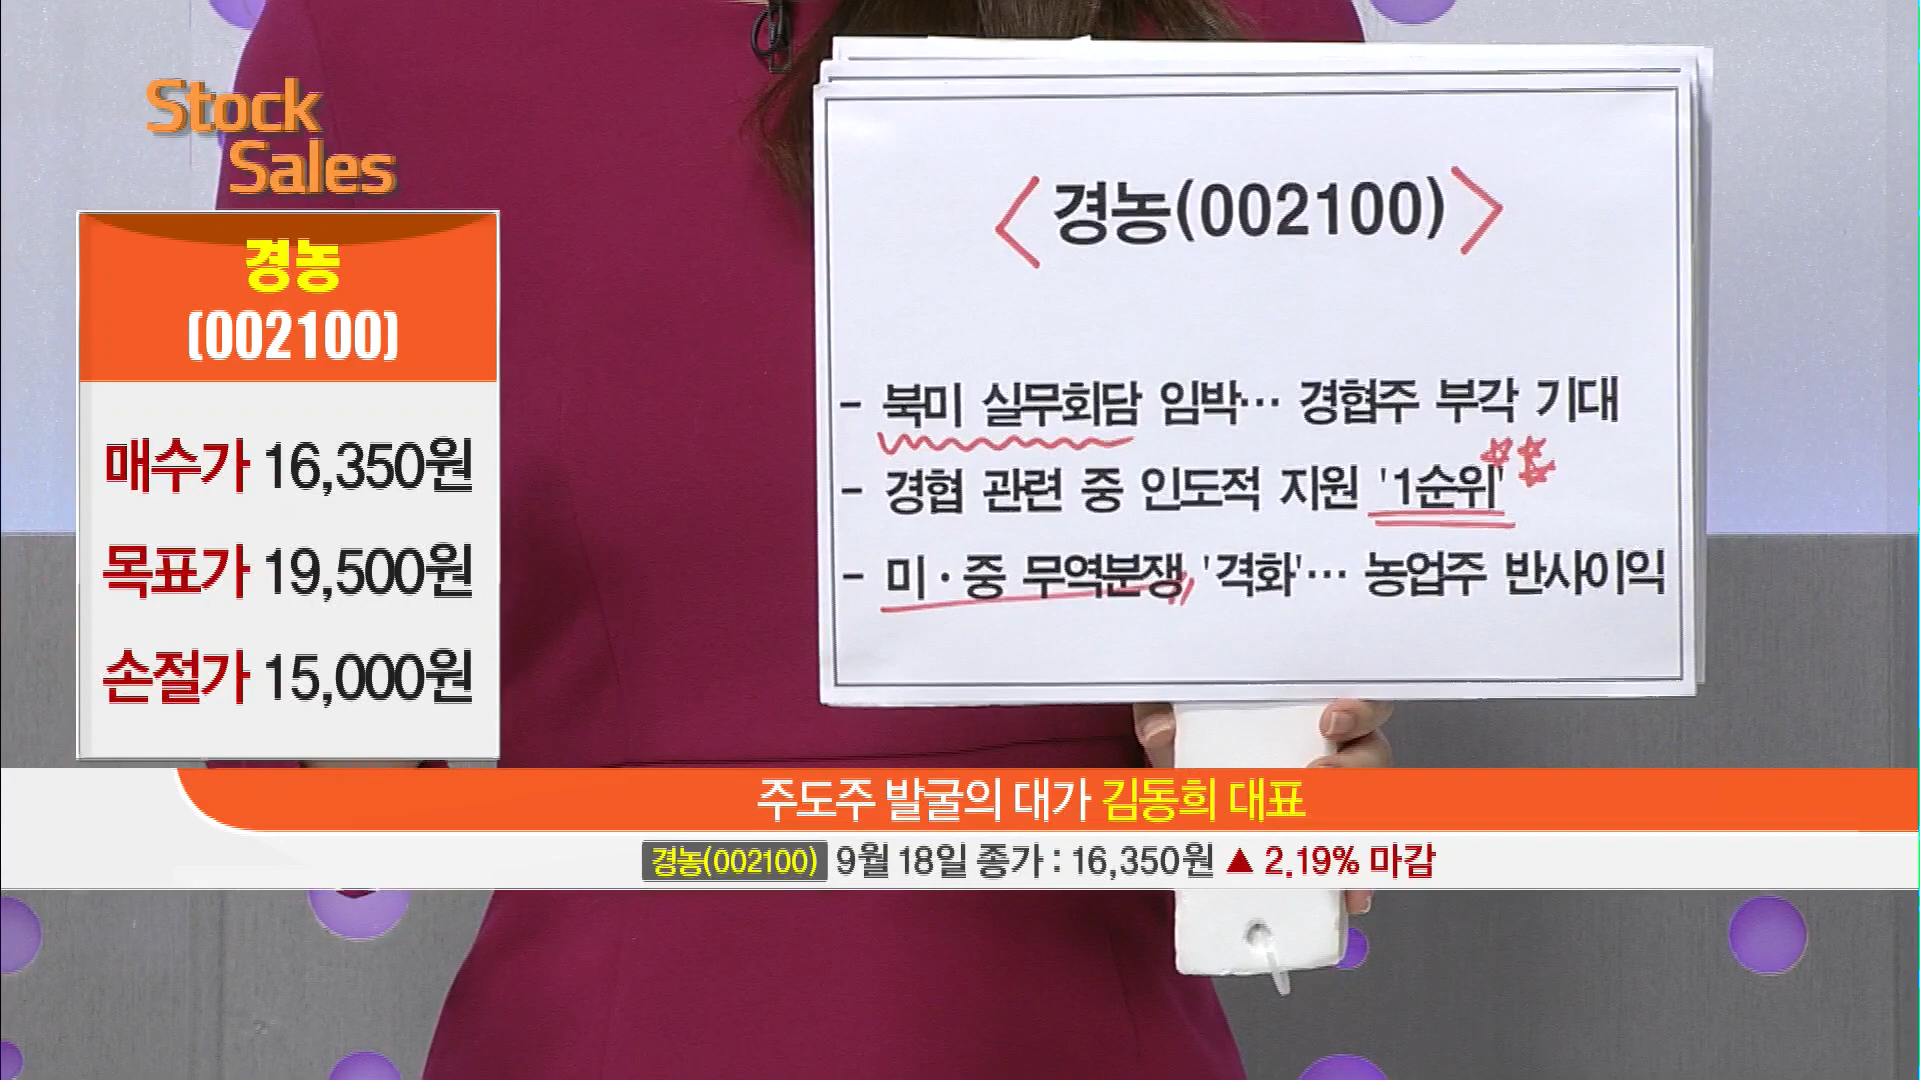 Stock
Sales
경농
(002100)
매수가 16,350원
목표가 19,500원
손절가 15,000원
<경농(002100)>
- 북미 실무회담 임박… 경협주 부각 기대
- 경협 관련 중 인도적 지원 '1순위'
- 미·중 무역분쟁 '격화'… 농업주 반사이익
주도주 발굴의 대가 김동희 대표
경농(002100) 9월 18일 종가 : 16,350원 ▲ 2.19% 마감